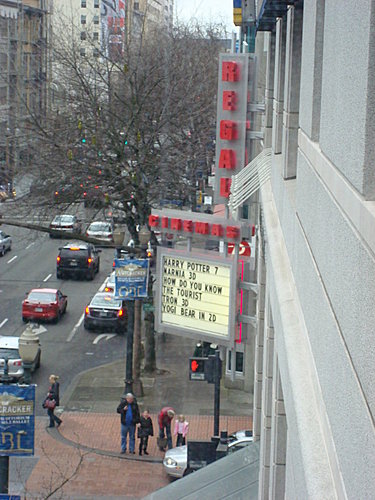 REGAL
CINEMAS
HARRY POTTER 7
NARNIA 3D
HOW DO YOU KNOW
THE TOURIST
TRON 3D
YOGI BEAR IN 2D
CRACKER